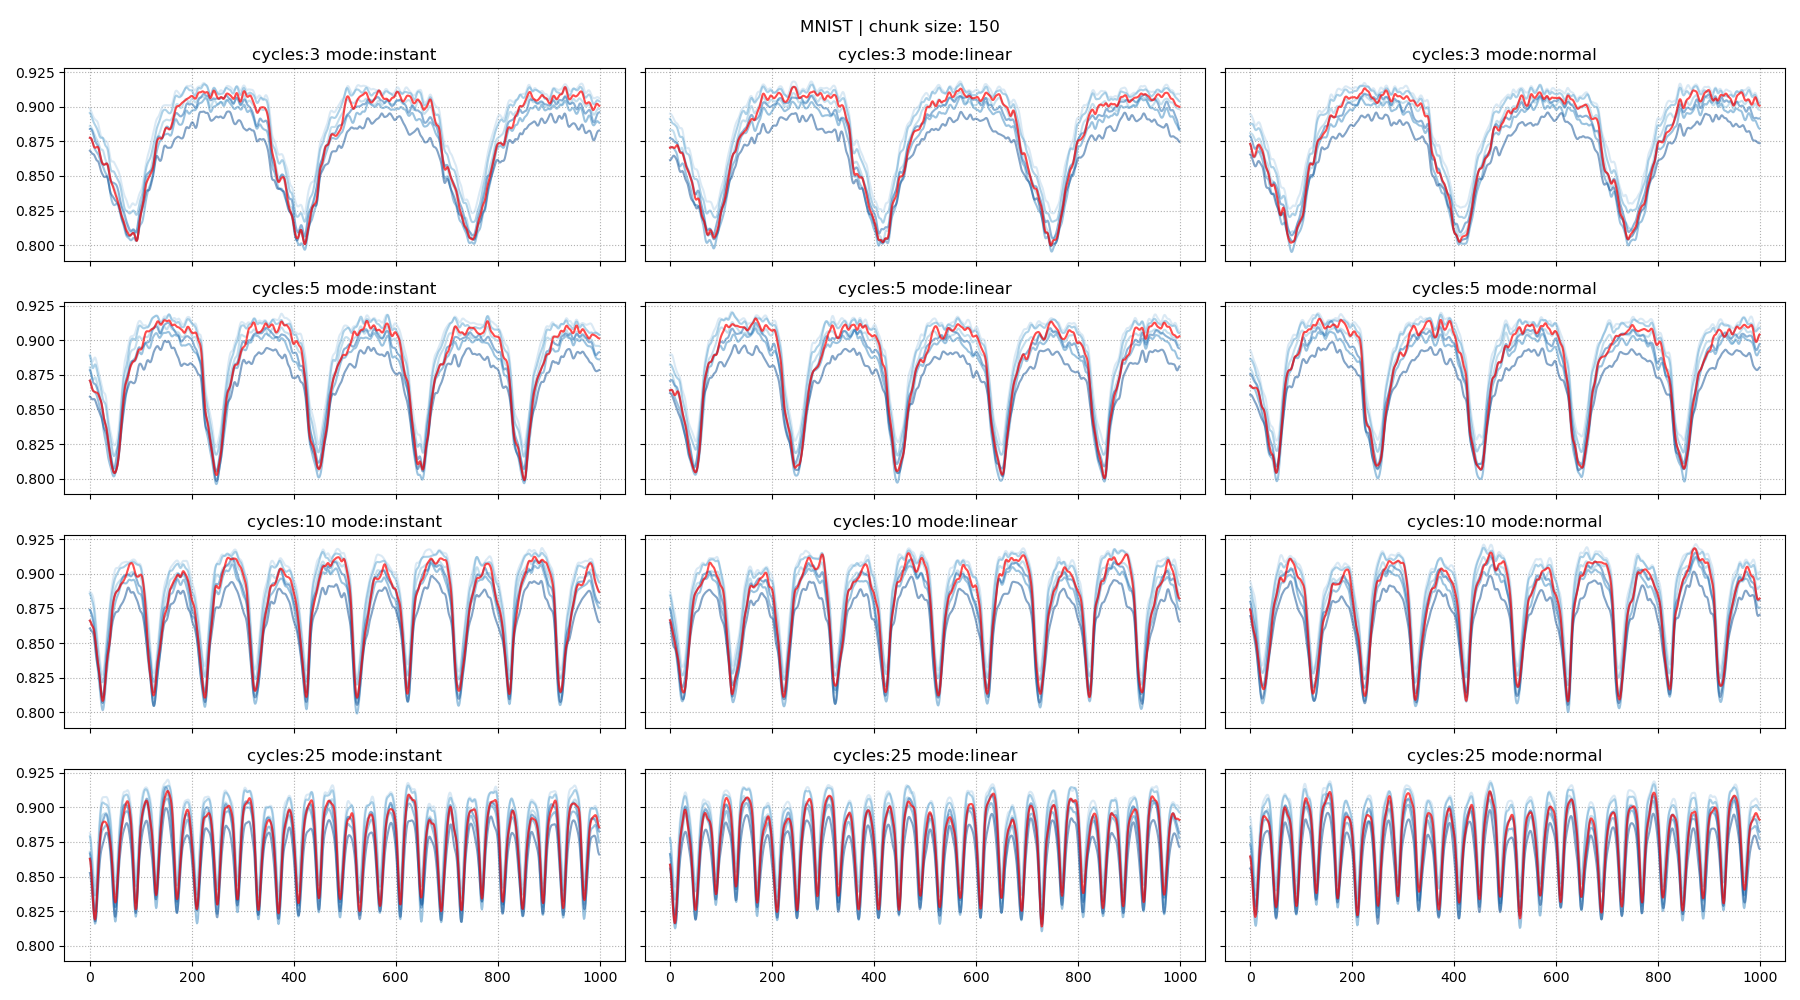 MNIST | chunk size: 150
cycles:3 mode:instant
cycles:3 mode:linear
cycles:3 mode:normal
0.925
0.900
0.875
0.850
0.825
0.800
cycles:5 mode:instant
cycles:5 mode:linear
cycles:5 mode:normal
0.925
0.900
0.875
0.850
0.825
0.800
cycles:10 mode:instant
cycles:10 mode:linear
cycles:10 mode:normal
0.925
0.900
0.875
0.850
0.825
0.800
cycles:25 mode:instant
cycles:25 mode:linear
cycles:25 mode:normal
0.925
0.900
0.875
0.850
0.825
0.800
0 200 400 600 800 1000
0 200 400 600 800 1000
0 200 400 600 800 1000